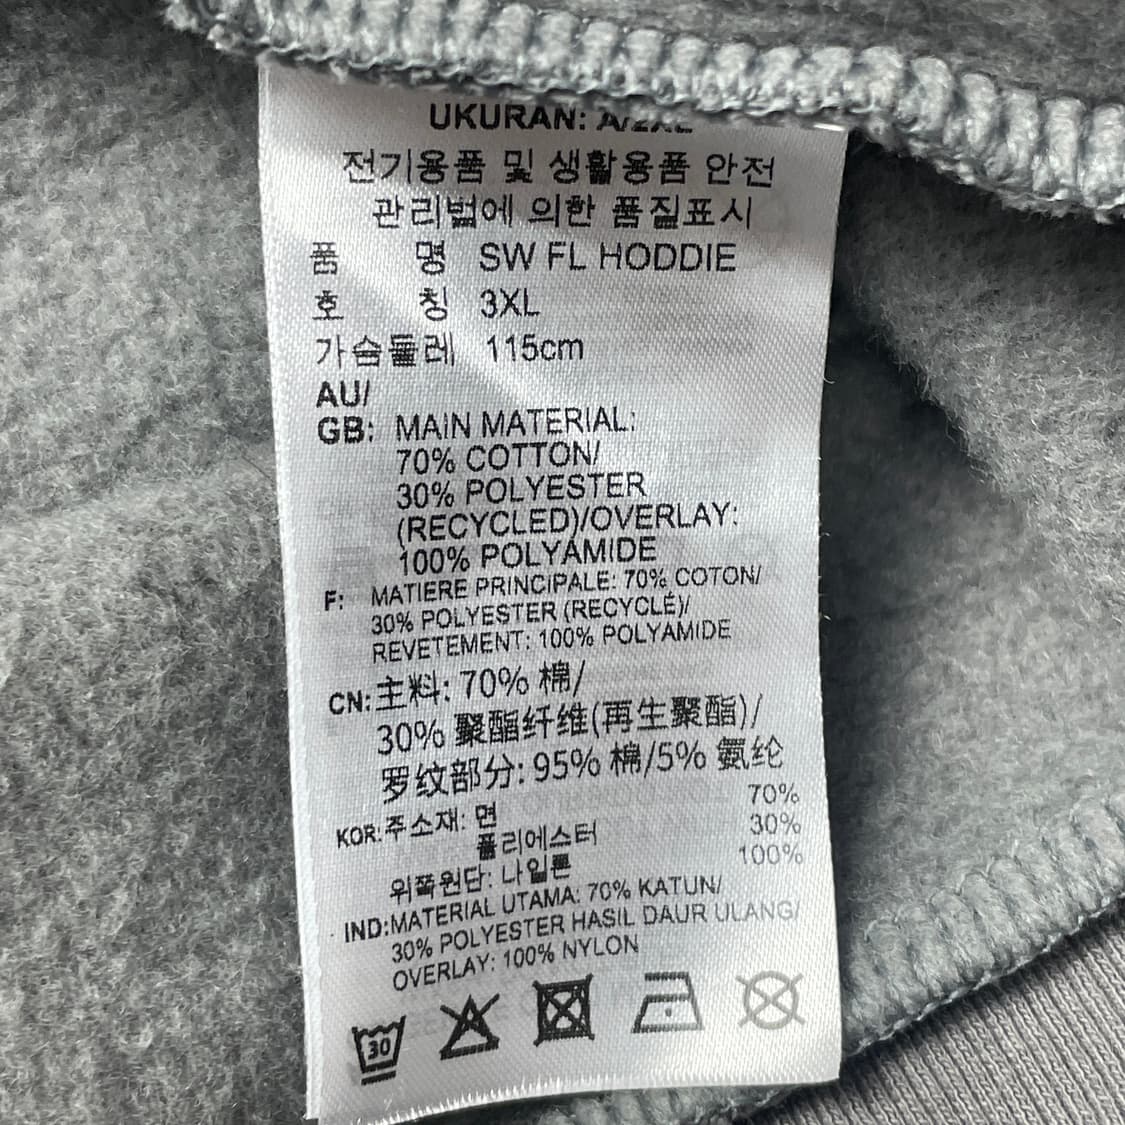 UKURAN: A/2XL
전기용품 및 생활용품 안전
관리법에 의한 품질표시
품 명 SW FL HODDIE
호 칭 3XL
가슴둘레 115cm
AU/
GB: MAIN MATERIAL:
70% COTTON/
30% POLYESTER
(RECYCLED)/OVERLAY:
100% POLYAMIDE
F: MATIERE PRINCIPALE: 70% COTON/
30% POLYESTER (RECYCLÉ)/
REVETEMENT: 100% POLYAMIDE
CN: 主料: 70% 棉/
30% 聚酯纤维(再生聚酯)/
罗纹部分: 95% 棉/5% 氨纶
KOR: 주소재: 면 70%
폴리에스터 30%
위쪽원단: 나일론 100%
IND: MATERIAL UTAMA: 70% KATUN/
30% POLYESTER HASIL DAUR ULANG/
OVERLAY: 100% NYLON
30